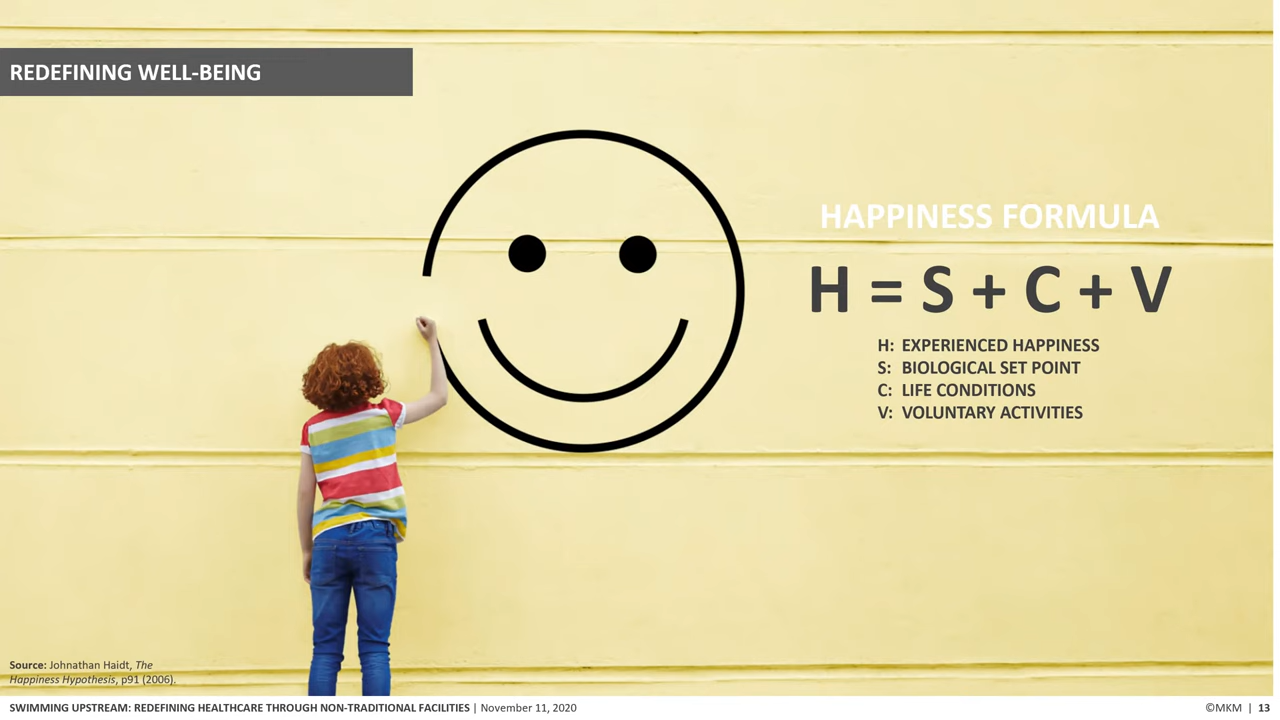 REDEFINING WELL-BEING
HAPPINESS FORMULA
H = S + C + V
H: EXPERIENCED HAPPINESS
S: BIOLOGICAL SET POINT
C: LIFE CONDITIONS
V: VOLUNTARY ACTIVITIES
Source: Johnathan Haidt, The
Happiness Hypothesis, p91 (2006).
SWIMMING UPSTREAM: REDEFINING HEALTHCARE THROUGH NON-TRADITIONAL FACILITIES | November 11, 2020
©MKM | 13